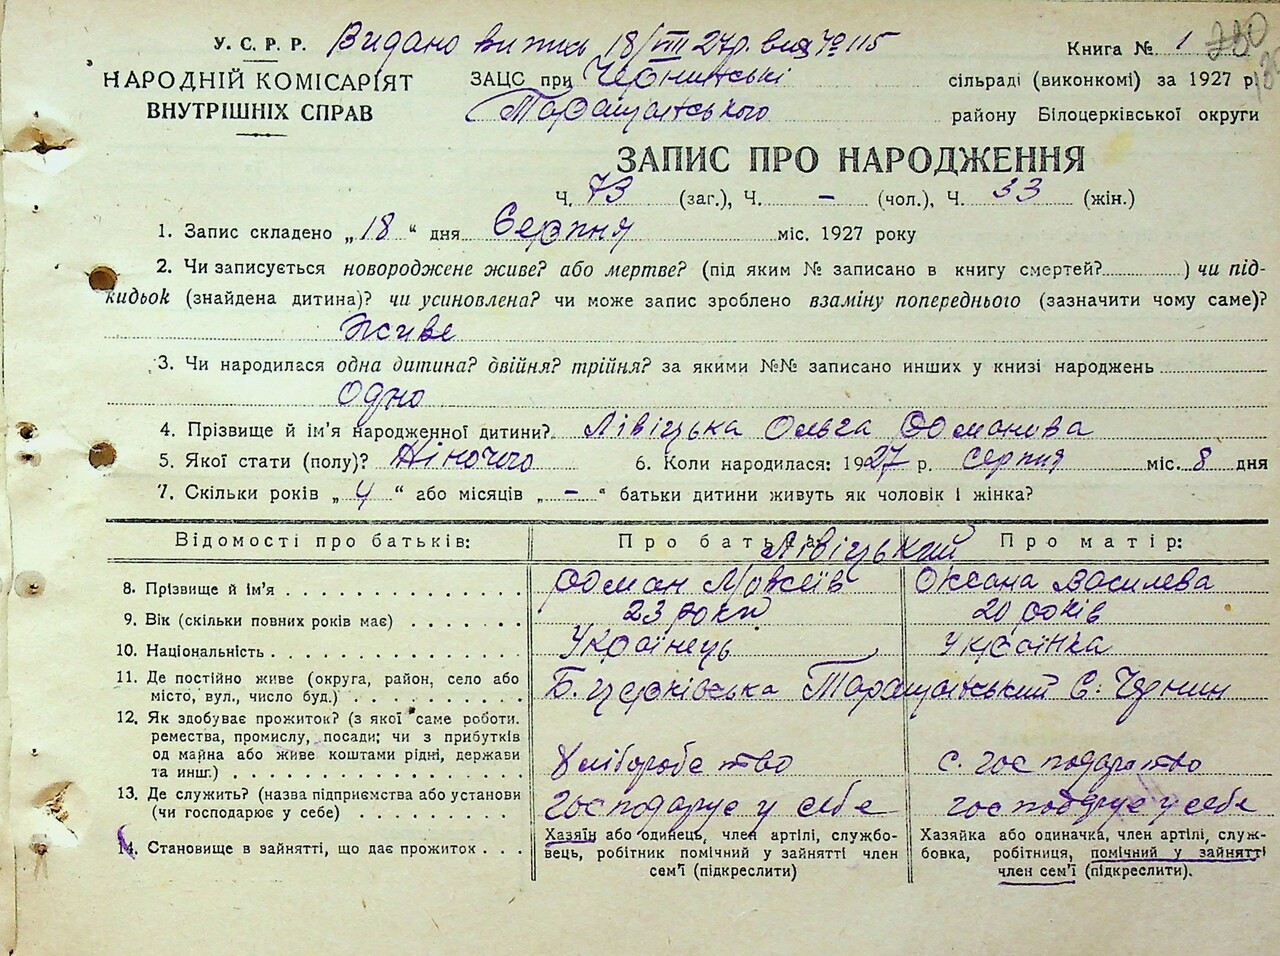 У. С. Р. Р. Видано витяг 18/VIII 27р. вид № 115 Книга № 1 230
НАРОДНІЙ КОМІСАРІЯТ
ВНУТРІШНІХ СПРАВ
ЗАЦС при Чернинські сільраді (виконкомі) за 1927 р.
Таращанського району Білоцерківської округи
ЗАПИС ПРО НАРОДЖЕННЯ
Ч. 73 (заг.), Ч. – (чол.), Ч. 33 (жін.)
1. Запис складено „ 18 “ дня Серпня міс. 1927 року
2. Чи записується новороджене живе? або мертве? (під яким № записано в книгу смертей? ) чи під-
кидьок (знайдена дитина)? чи усиновлена? чи може запис зроблено взаміну попереднього (зазначити чому саме)?
Живе
3. Чи народилася одна дитина? двійня? трійня? за якими №№ записано инших у книзі народжень
Одно
4. Прізвище й ім'я народженної дитини? Лівіцька Ольга Романова
5. Якої стати (полу)? Жіночого 6. Коли народилася: 1927 р. серпня міс. 8 дня
7. Скільки років „ 4 “ або місяців „ – “ батьки дитини живуть як чоловік і жінка?
Відомості про батьків: Про батька: Про матір:
Лівіцький
8. Прізвище й ім'я Роман Мовсеїв Оксана Василева
9. Вік (скільки повних років має) 23 роки 20 років
10. Національність Українець Українка
11. Де постійно живе (округа, район, село або
місто, вул., число буд.) Б. церківська Таращанський С. Чернин
12. Як здобуває прожиток? (з якої саме роботи.
ремества, промислу, посади; чи з прибутків
од майна або живе коштами рідні, держави
та инш.) Хліборобство с. господарство
13. Де служить? (назва підприємства або установи
(чи господарює у себе) господарує у себе господарує у себе
14. Становище в зайнятті, що дає прожиток
Хазяїн або одинець, член артілі, службо-
вець, робітник помічний у зайнятті член
сем'ї (підкреслити)
Хазяйка або одиначка, член артілі, служ-
бовка, робітниця, помічний у зайнятті
член сем'ї (підкреслити).